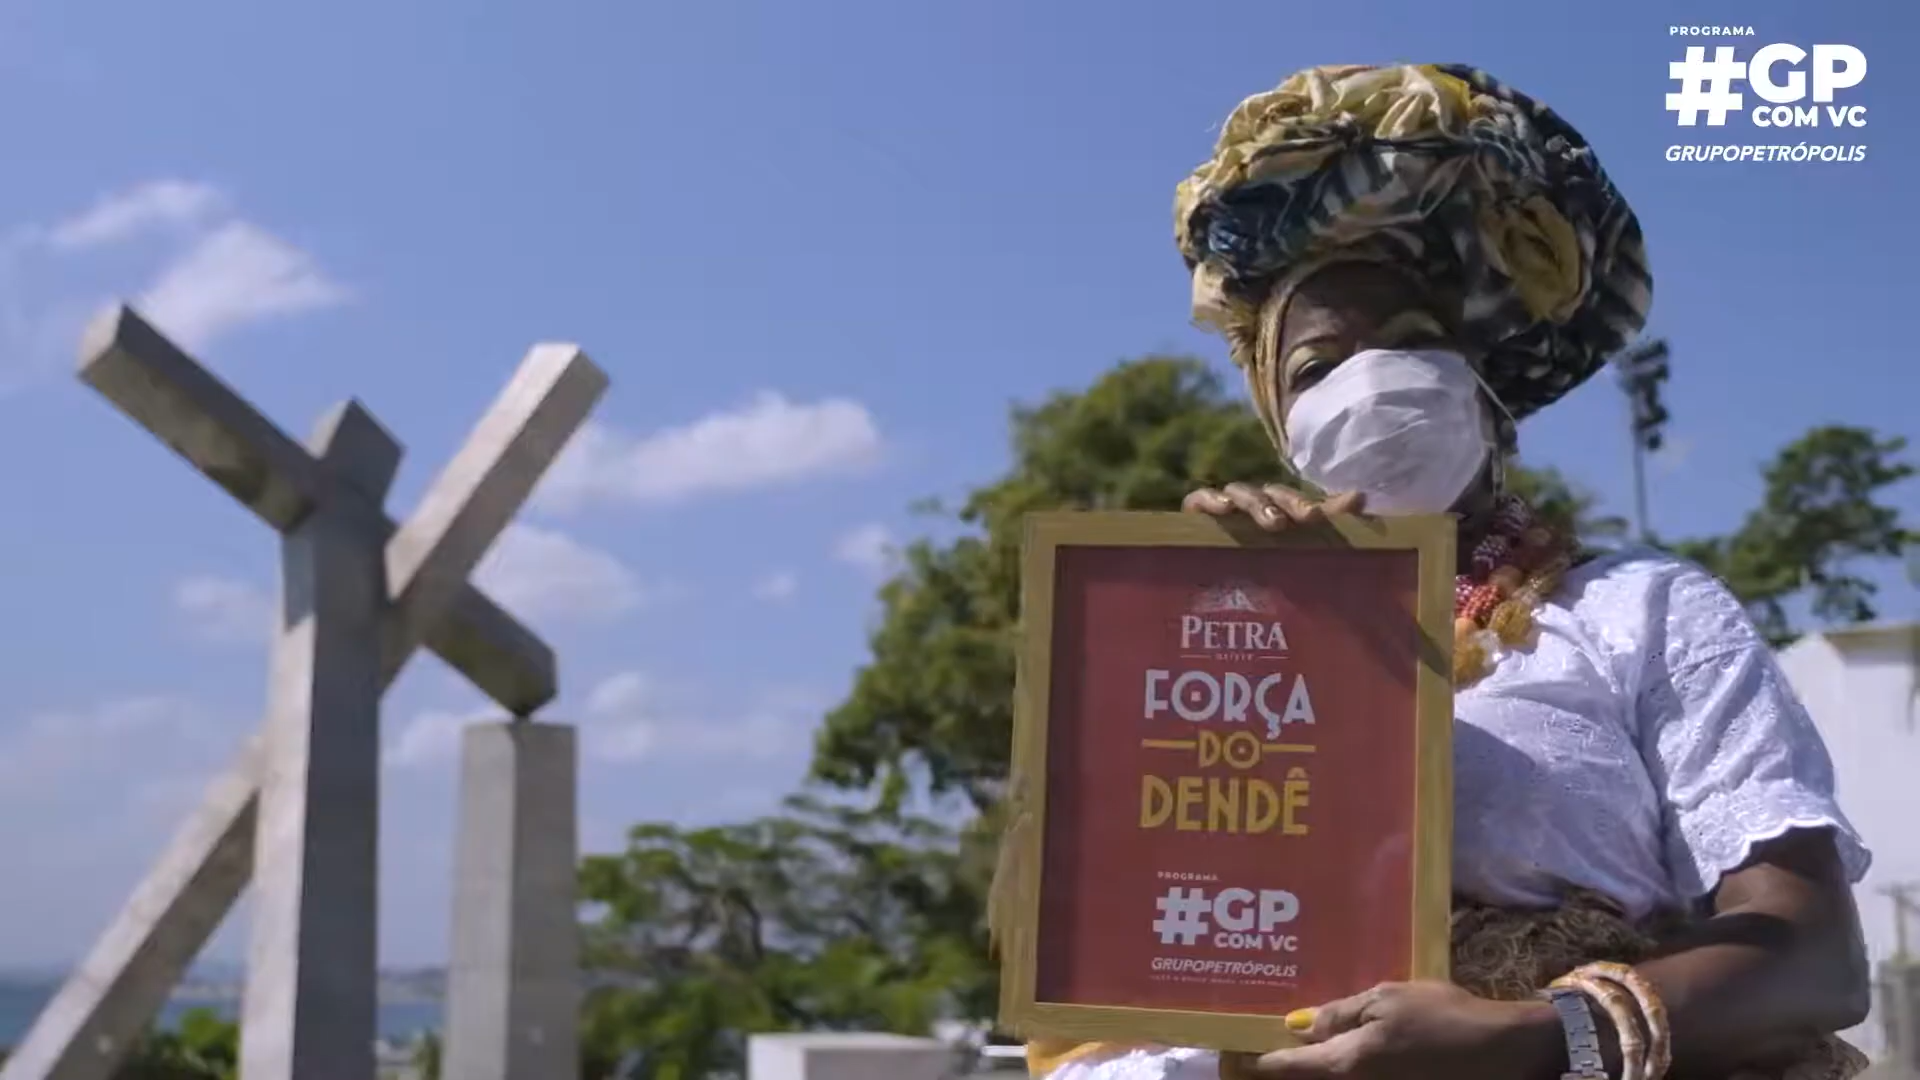 PROGRAMA
#GP
COM VC
GRUPOPETRÓPOLIS
PETRA
FORÇA
DO
DENDÊ
PROGRAMA
#GP
COM VC
GRUPOPETRÓPOLIS